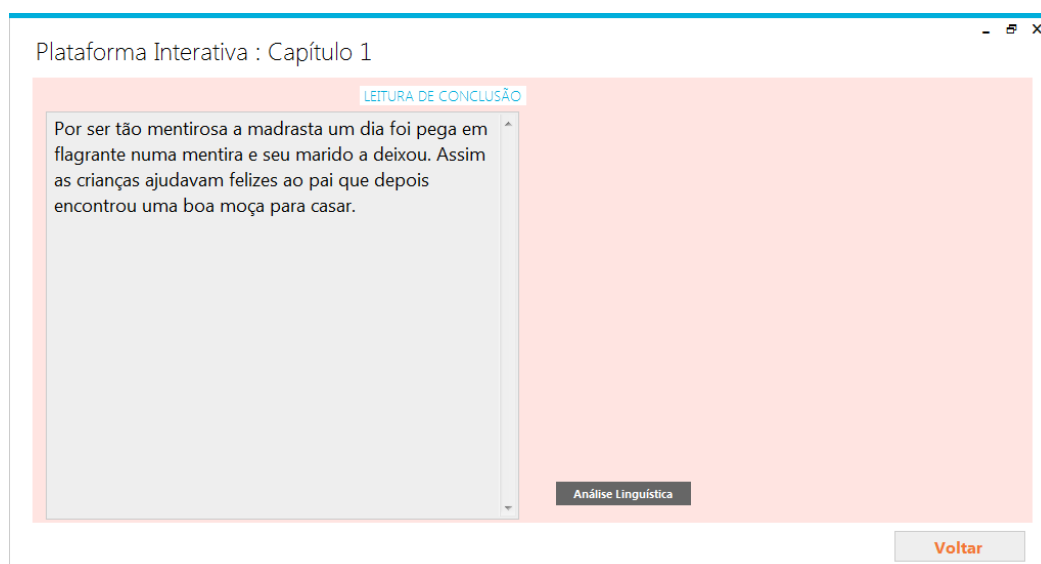 Plataforma Interativa : Capítulo 1
LEITURA DE CONCLUSÃO
Por ser tão mentirosa a madrasta um dia foi pega em
flagrante numa mentira e seu marido a deixou. Assim
as crianças ajudavam felizes ao pai que depois
encontrou uma boa moça para casar.
Análise Linguística
Voltar